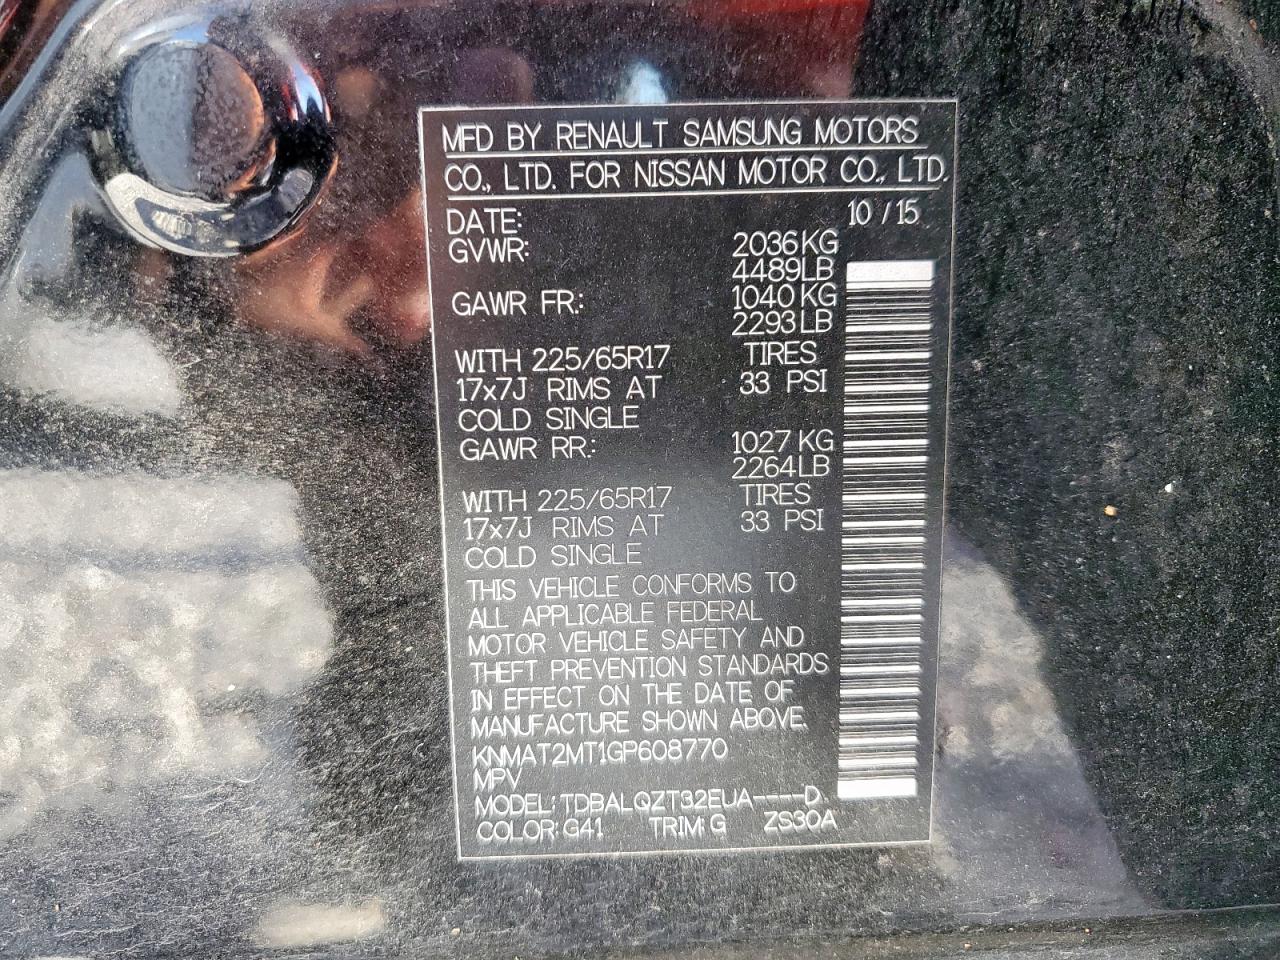 MFD BY RENAULT SAMSUNG MOTORS
CO., LTD. FOR NISSAN MOTOR CO., LTD.
DATE: 10 / 15
GVWR: 2036KG
4489LB
GAWR FR.: 1040KG
2293LB
WITH 225/65R17 TIRES
17x7J RIMS AT 33 PSI
COLD SINGLE
GAWR RR.: 1027KG
2264LB
WITH 225/65R17 TIRES
17x7J RIMS AT 33 PSI
COLD SINGLE
THIS VEHICLE CONFORMS TO
ALL APPLICABLE FEDERAL
MOTOR VEHICLE SAFETY AND
THEFT PREVENTION STANDARDS
IN EFFECT ON THE DATE OF
MANUFACTURE SHOWN ABOVE.
KNMAT2MT1GP608770
MPV
MODEL: TDBALQZT32EUA----D.
COLOR: G41 TRIM: G ZS30A